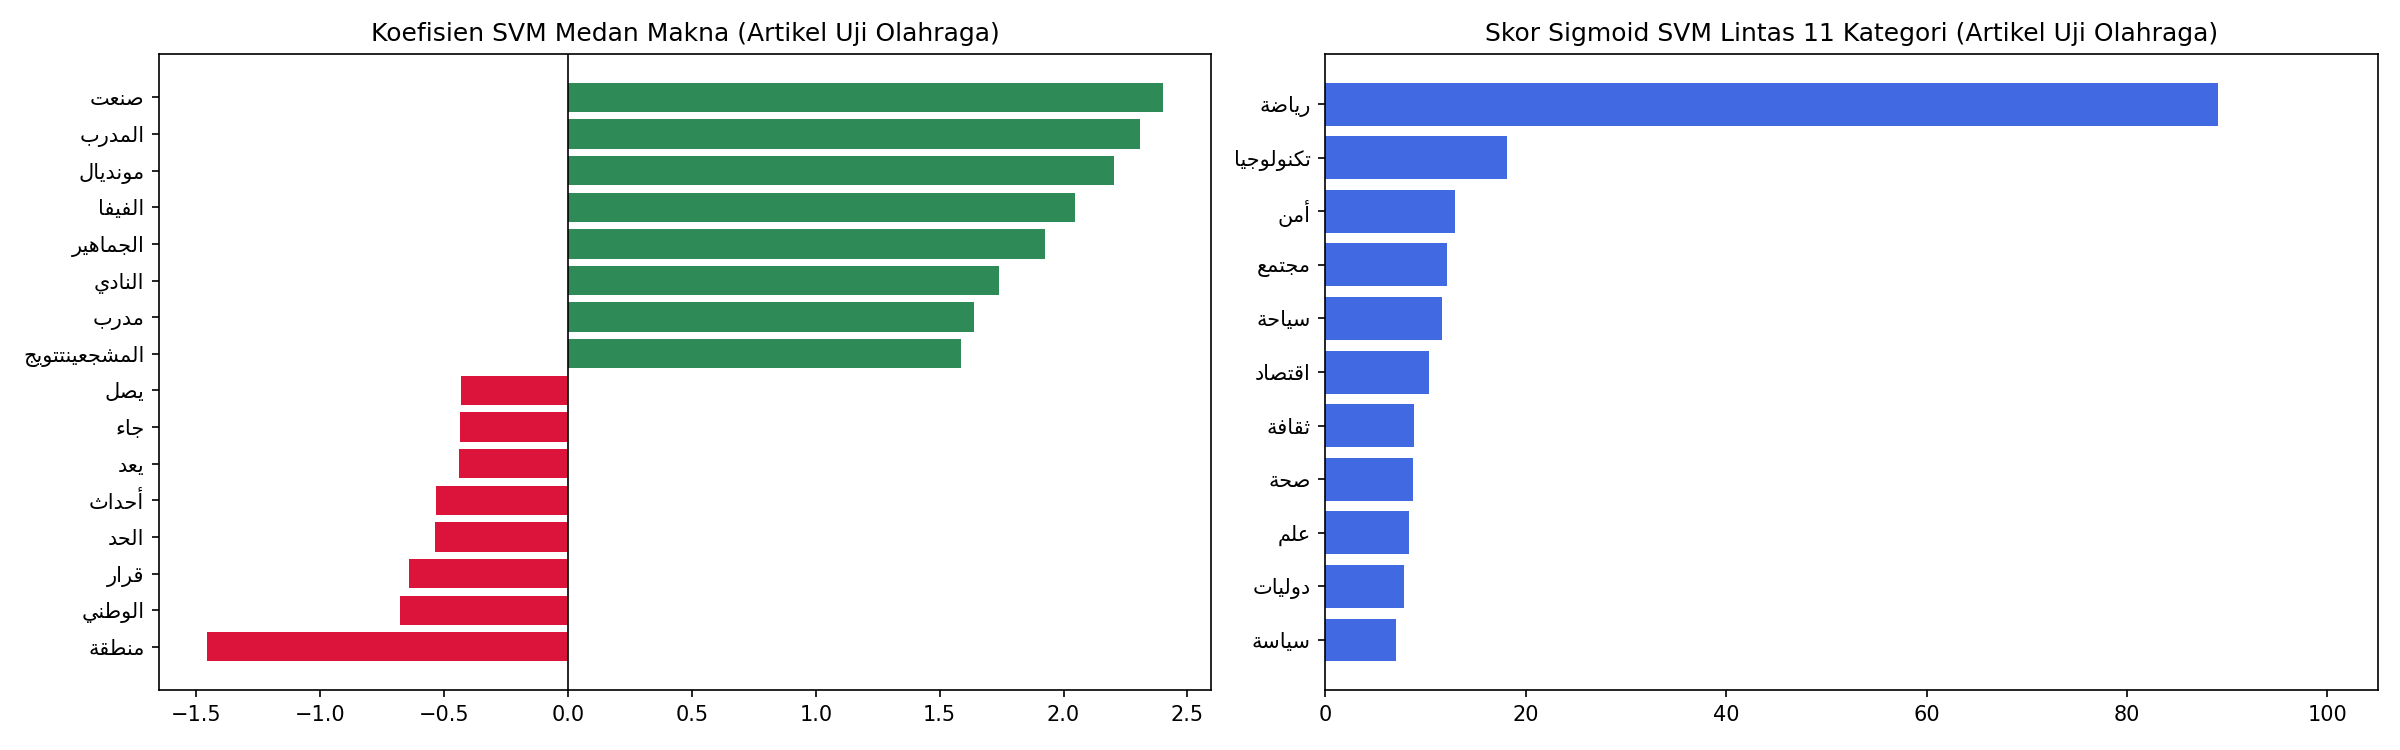 Koefisien SVM Medan Makna (Artikel Uji Olahraga)
صنعت
المدرب
مونديال
الفيفا
الجماهير
النادي
مدرب
المشجعينتتويج
يصل
جاء
يعد
أحداث
الحد
قرار
الوطني
منطقة
−1.5 −1.0 −0.5 0.0 0.5 1.0 1.5 2.0 2.5
Skor Sigmoid SVM Lintas 11 Kategori (Artikel Uji Olahraga)
رياضة
تكنولوجيا
أمن
مجتمع
سياحة
اقتصاد
ثقافة
صحة
علم
دوليات
سياسة
0 20 40 60 80 100